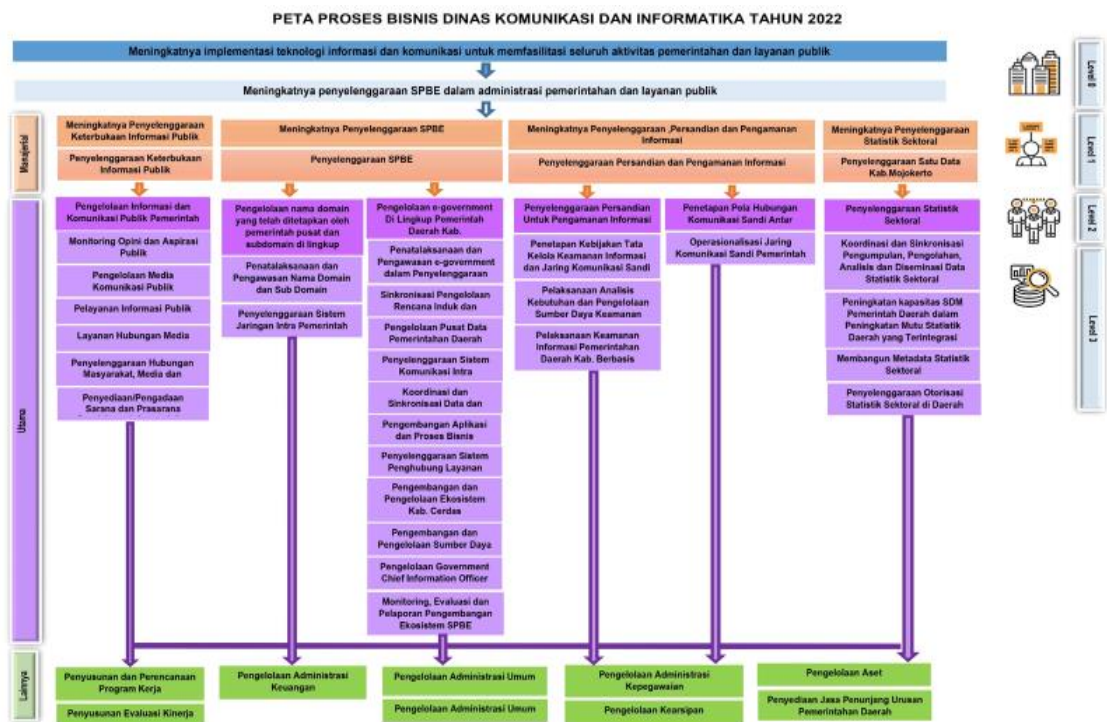 PETA PROSES BISNIS DINAS KOMUNIKASI DAN INFORMATIKA TAHUN 2022
Meningkatnya implementasi teknologi informasi dan komunikasi untuk memfasilitasi seluruh aktivitas pemerintahan dan layanan publik
Meningkatnya penyelenggaraan SPBE dalam administrasi pemerintahan dan layanan publik
Level 0
Level 1
Level 2
Level 3
Manajerial
Meningkatnya Penyelenggaraan
Keterbukaan Informasi Publik
Penyelenggaraan Keterbukaan
Informasi Publik
Meningkatnya Penyelenggaraan SPBE
Penyelenggaraan SPBE
Meningkatnya Penyelenggaraan ,Persandian dan Pengamanan
Informasi
Penyelenggaraan Persandian dan Pengamanan Informasi
Meningkatnya Penyelenggaraan
Statistik Sektoral
Penyelenggaraan Satu Data
Kab.Mojokerto
Utama
Pengelolaan Informasi dan
Komunikasi Publik Pemerintah
Monitoring Opini dan Aspirasi
Publik
Pengelolaan Media
Komunikasi Publik
Pelayanan Informasi Publik
Layanan Hubungan Media
Penyelenggaraan Hubungan
Masyarakat, Media dan
Penyediaan/Pengadaan
Sarana dan Prasarana
Pengelolaan nama domain
yang telah ditetapkan oleh
pemerintah pusat dan
subdomain di lingkup
Penatalaksanaan dan
Pengawasan Nama Domain
dan Sub Domain
Penyelenggaraan Sistem
Jaringan Intra Pemerintah
Pengelolaan e-government
Di Lingkup Pemerintah
Daerah Kab.
Penatalaksanaan dan
Pengawasan e-government
dalam Penyelenggaraan
Sinkronisasi Pengelolaan
Rencana Induk dan
Pengelolaan Pusat Data
Pemerintahan Daerah
Penyelenggaraan Sistem
Komunikasi Intra
Koordinasi dan
Sinkronisasi Data dan
Pengembangan Aplikasi
dan Proses Bisnis
Penyelenggaraan Sistem
Penghubung Layanan
Pengembangan dan
Pengelolaan Ekosistem
Kab. Cerdas
Pengembangan dan
Pengelolaan Sumber Daya
Pengelolaan Government
Chief Information Officer
Monitoring, Evaluasi dan
Pelaporan Pengembangan
Ekosistem SPBE
Penyelenggaraan Persandian
Untuk Pengamanan Informasi
Penetapan Kebijakan Tata
Kelola Keamanan Informasi
dan Jaring Komunikasi Sandi
Pelaksanaan Analisis
Kebutuhan dan Pengelolaan
Sumber Daya Keamanan
Pelaksanaan Keamanan
Informasi Pemerintahan
Daerah Kab. Berbasis
Penetapan Pola Hubungan
Komunikasi Sandi Antar
Operasionalisasi Jaring
Komunikasi Sandi Pemerintah
Penyelenggaraan Statistik
Sektoral
Koordinasi dan Sinkronisasi
Pengumpulan, Pengolahan,
Analisis dan Diseminasi Data
Statistik Sektoral
Peningkatan kapasitas SDM
Pemerintah Daerah dalam
Peningkatan Mutu Statistik
Daerah yang Terintegrasi
Membangun Metadata Statistik
Sektoral
Penyelenggaraan Otorisasi
Statistik Sektoral di Daerah
Lainnya
Penyusunan dan Perencanaan
Program Kerja
Penyusunan Evaluasi Kinerja
Pengelolaan Administrasi
Keuangan
Pengelolaan Administrasi Umum
Pengelolaan Administrasi Umum
Pengelolaan Administrasi
Kepegawaian
Pengelolaan Kearsipan
Pengelolaan Aset
Penyediaan Jasa Penunjang Urusan
Pemerintahan Daerah